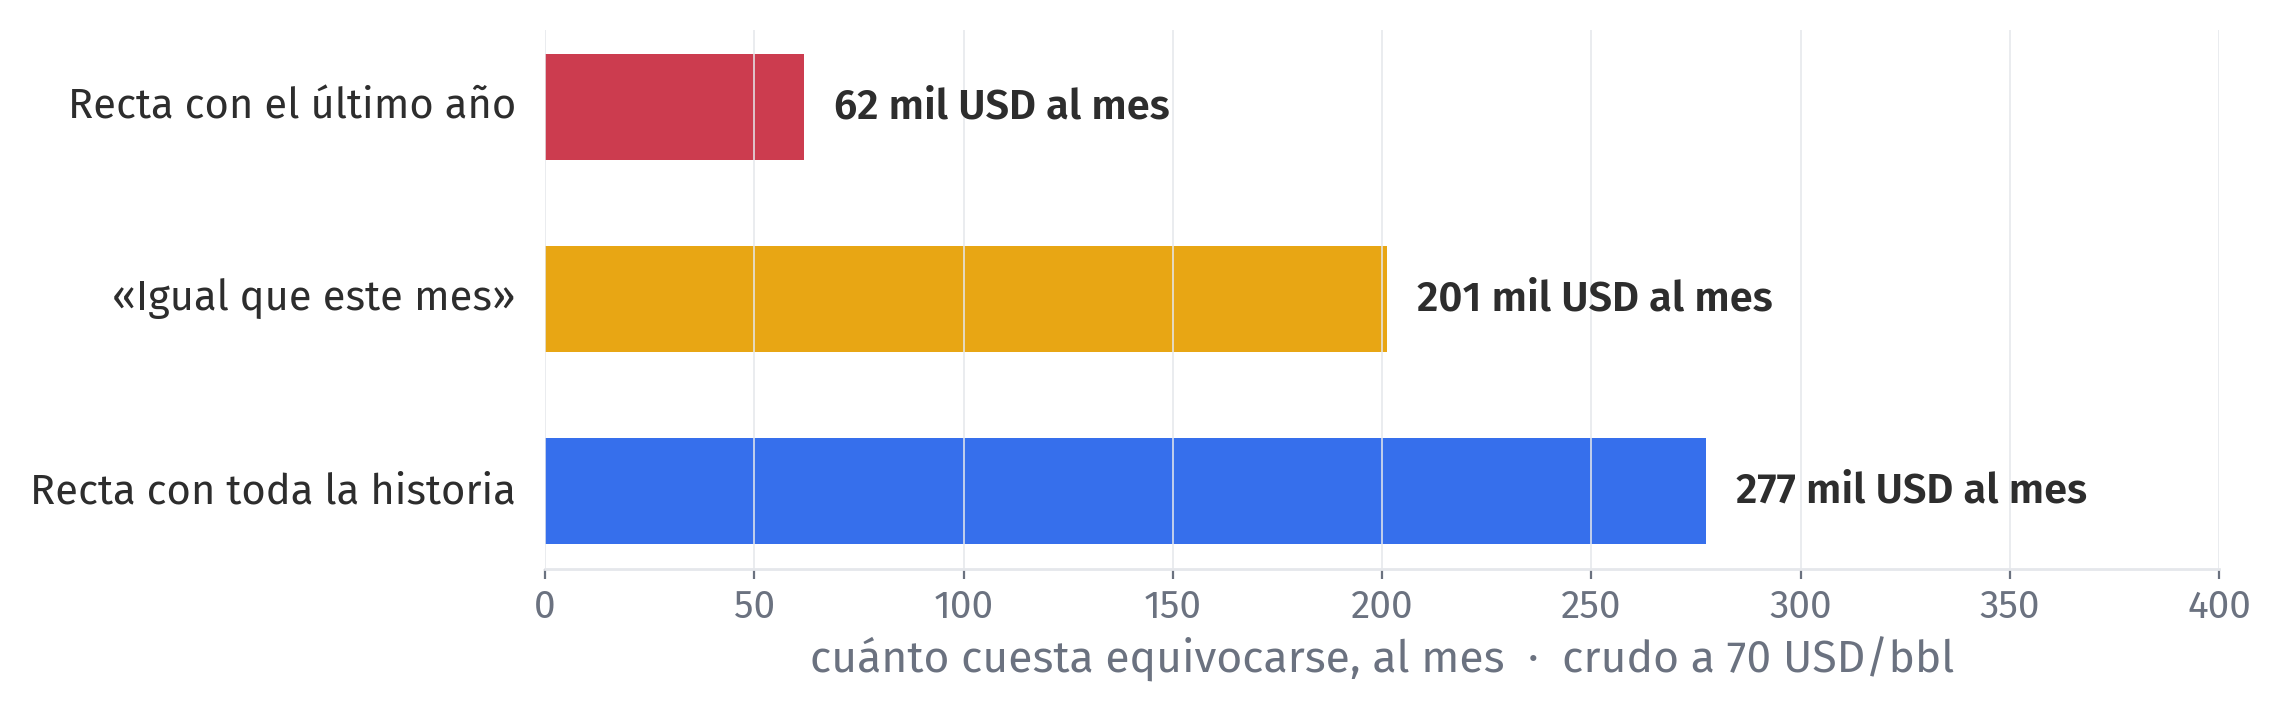 Recta con el último año
62 mil USD al mes
«Igual que este mes»
201 mil USD al mes
Recta con toda la historia
277 mil USD al mes
0 50 100 150 200 250 300 350 400
cuánto cuesta equivocarse, al mes · crudo a 70 USD/bbl